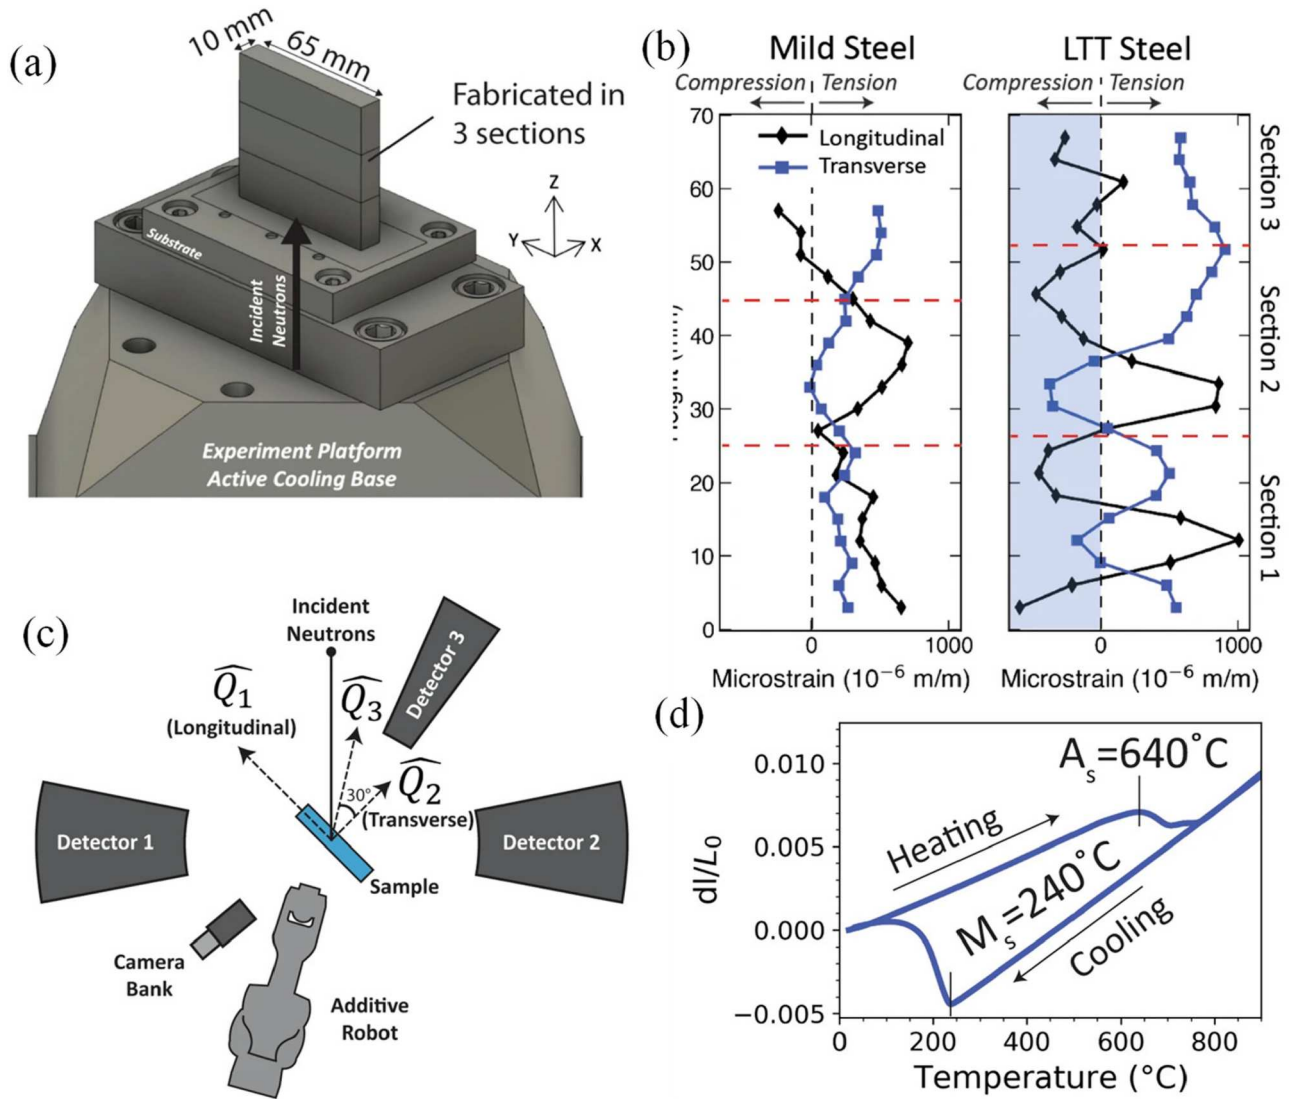 (a)
10 mm
65 mm
Fabricated in
3 sections
Z
Y
X
Substrate
Incident
Neutrons
Experiment Platform
Active Cooling Base
(b)
Mild Steel
LTT Steel
Compression
Tension
Compression
Tension
Longitudinal
Transverse
70
60
50
40
30
20
10
0
0
1000
0
1000
Microstrain (10⁻⁶ m/m)
Microstrain (10⁻⁶ m/m)
Section 3
Section 2
Section 1
(c)
Incident
Neutrons
Detector 3
Q̂₁
(Longitudinal)
Q̂₃
Q̂₂
30°
(Transverse)
Detector 1
Detector 2
Sample
Camera
Bank
Additive
Robot
(d)
0.010
0.005
0.000
−0.005
dl/L₀
Aₛ=640°C
Heating
Mₛ=240°C
Cooling
0
200
400
600
800
Temperature (°C)